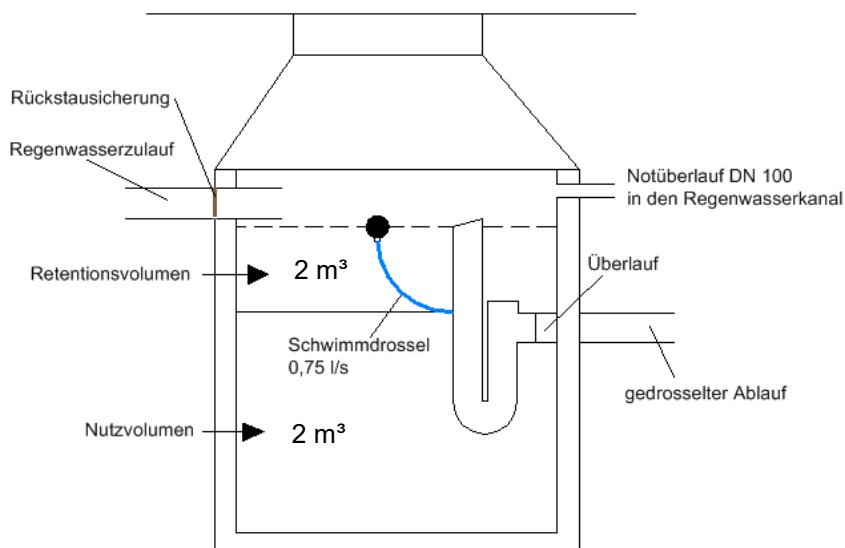 Rückstausicherung
Regenwasserzulauf
Notüberlauf DN 100
in den Regenwasserkanal
Retentionsvolumen
2 m³
Überlauf
Schwimmdrossel
0,75 l/s
gedrosselter Ablauf
Nutzvolumen
2 m³